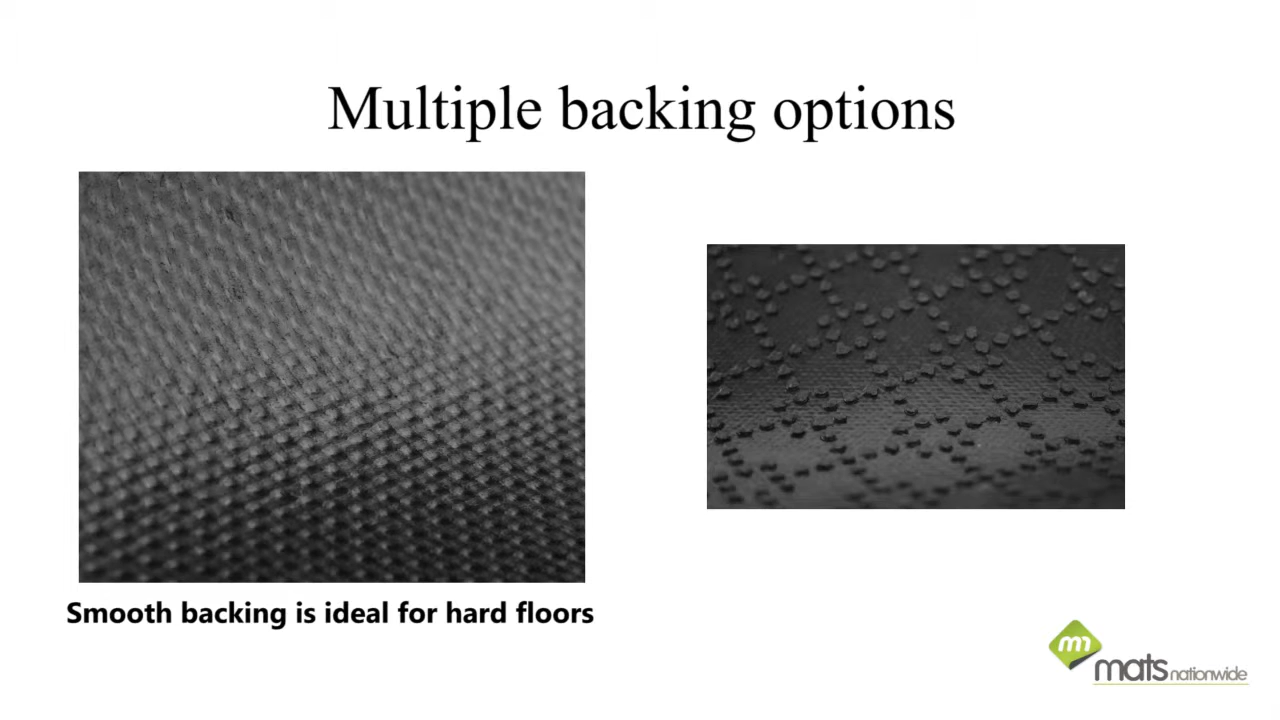 Multiple backing options
Smooth backing is ideal for hard floors
m
mats nationwide